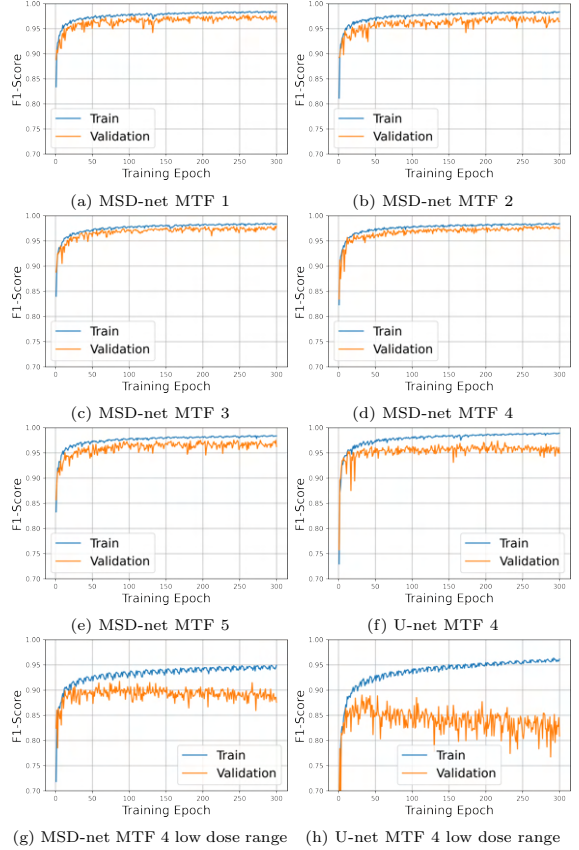 1.00
0.95
0.90
0.85
0.80
0.75
0.70
F1-Score
Train
Validation
0 50 100 150 200 250 300
Training Epoch
(a) MSD-net MTF 1
1.00
0.95
0.90
0.85
0.80
0.75
0.70
F1-Score
Train
Validation
0 50 100 150 200 250 300
Training Epoch
(b) MSD-net MTF 2
1.00
0.95
0.90
0.85
0.80
0.75
0.70
F1-Score
Train
Validation
0 50 100 150 200 250 300
Training Epoch
(c) MSD-net MTF 3
1.00
0.95
0.90
0.85
0.80
0.75
0.70
F1-Score
Train
Validation
0 50 100 150 200 250 300
Training Epoch
(d) MSD-net MTF 4
1.00
0.95
0.90
0.85
0.80
0.75
0.70
F1-Score
Train
Validation
0 50 100 150 200 250 300
Training Epoch
(e) MSD-net MTF 5
1.00
0.95
0.90
0.85
0.80
0.75
0.70
F1-Score
Train
Validation
0 50 100 150 200 250 300
Training Epoch
(f) U-net MTF 4
1.00
0.95
0.90
0.85
0.80
0.75
0.70
F1-Score
Train
Validation
0 50 100 150 200 250 300
Training Epoch
(g) MSD-net MTF 4 low dose range
1.00
0.95
0.90
0.85
0.80
0.75
0.70
F1-Score
Train
Validation
0 50 100 150 200 250 300
Training Epoch
(h) U-net MTF 4 low dose range